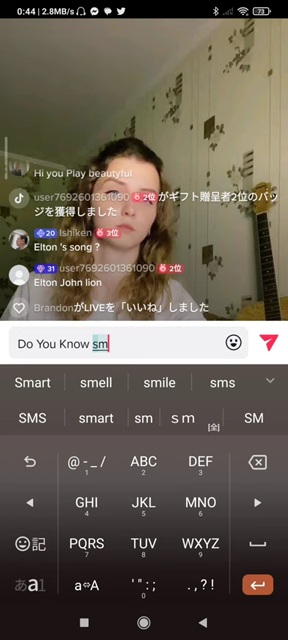 0:44 | 2.8MB/s
73
Hi you Play beautyful
user7692601361090 2位 がギフト贈呈者2位のバッ
ジを獲得しました
20 Ishiken 3位
Elton 's song ?
31 user7692601361090 2位
Elton John lion
BrandonがLIVEを「いいね」しました
Do You Know sm
Smart smell smile sms
SMS smart sm ｓｍ [全] SM
@-_/ ABC DEF
1 2 3
GHI JKL MNO
4 5 6
記 PQRS TUV WXYZ
7 8 9
あa1 a⇔A '":; .,?!
0